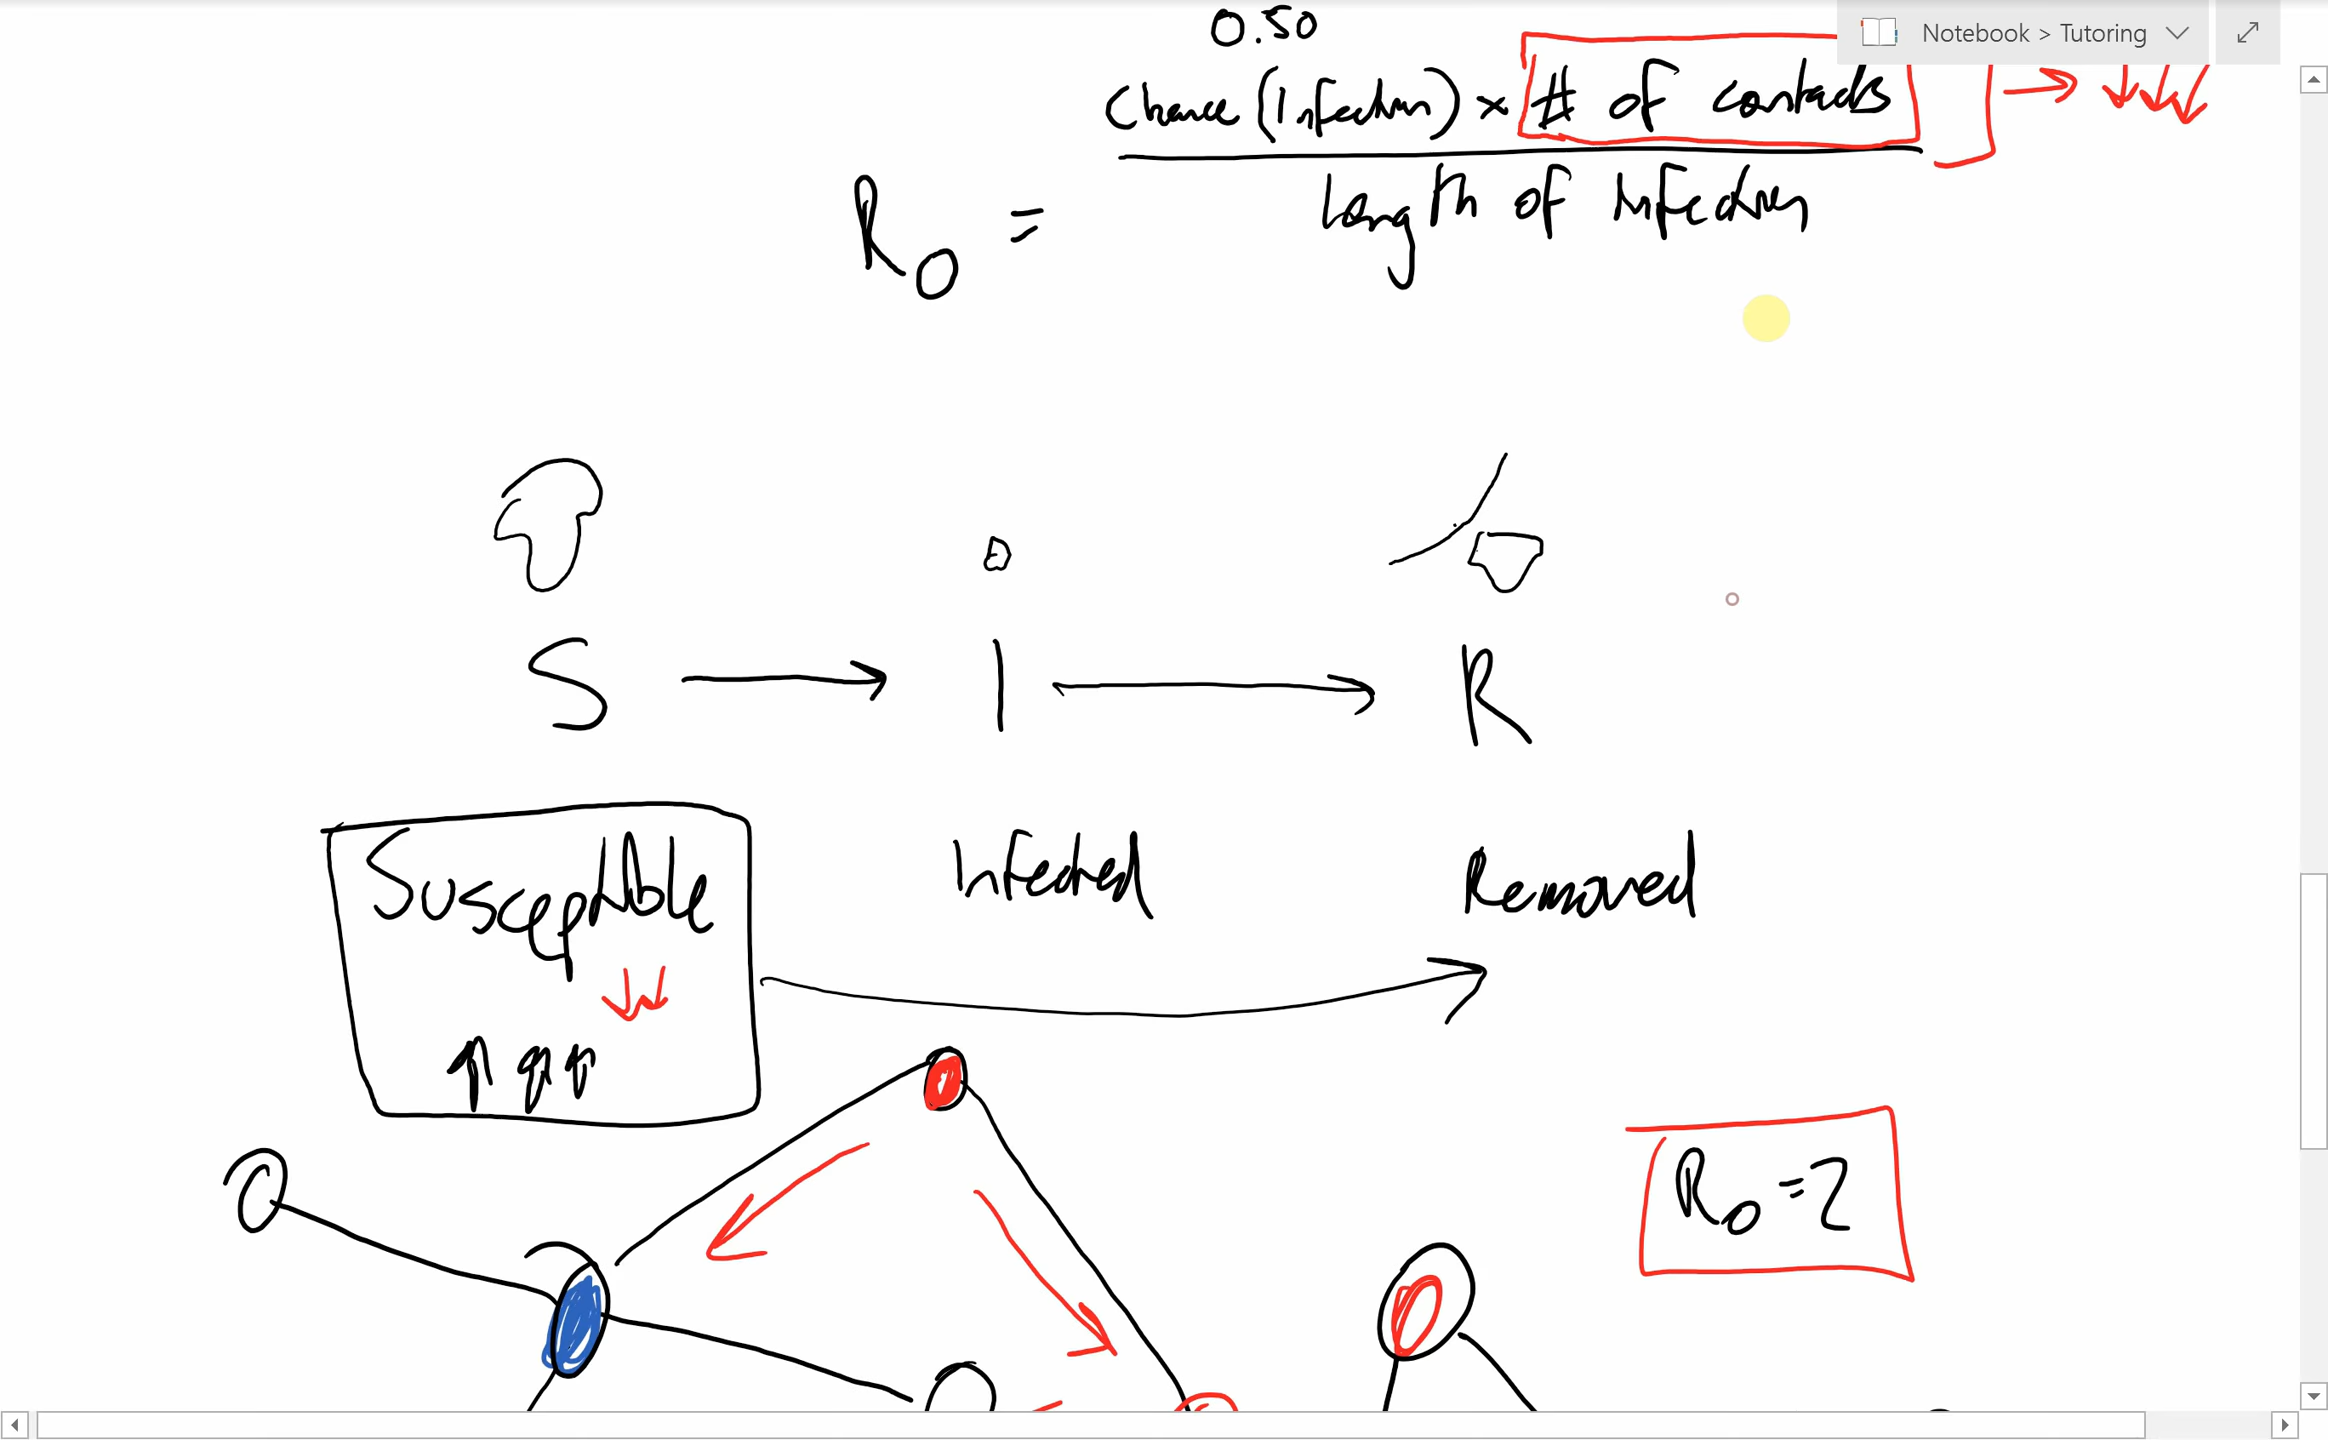 0.50
Notebook > Tutoring
Chance (Infection) × # of contacts
R0 =
length of infection
S → I → R
Susceptible
Infected
Removed
R0 = 2